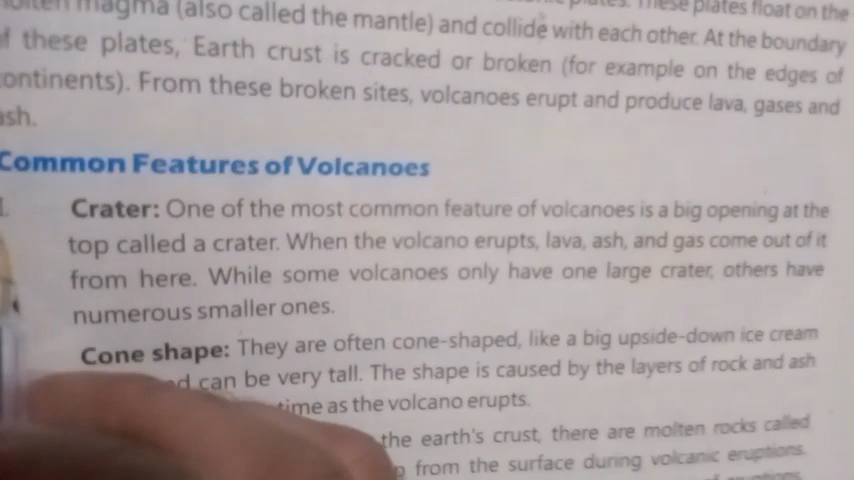 plates. These plates float on the
molten magma (also called the mantle) and collide with each other. At the boundary
of these plates, Earth crust is cracked or broken (for example on the edges of
continents). From these broken sites, volcanoes erupt and produce lava, gases and
ash.
Common Features of Volcanoes
Crater: One of the most common feature of volcanoes is a big opening at the
top called a crater. When the volcano erupts, lava, ash, and gas come out of it
from here. While some volcanoes only have one large crater, others have
numerous smaller ones.
Cone shape: They are often cone-shaped, like a big upside-down ice cream
can be very tall. The shape is caused by the layers of rock and ash
time as the volcano erupts.
the earth's crust, there are molten rocks called
from the surface during volcanic eruptions.